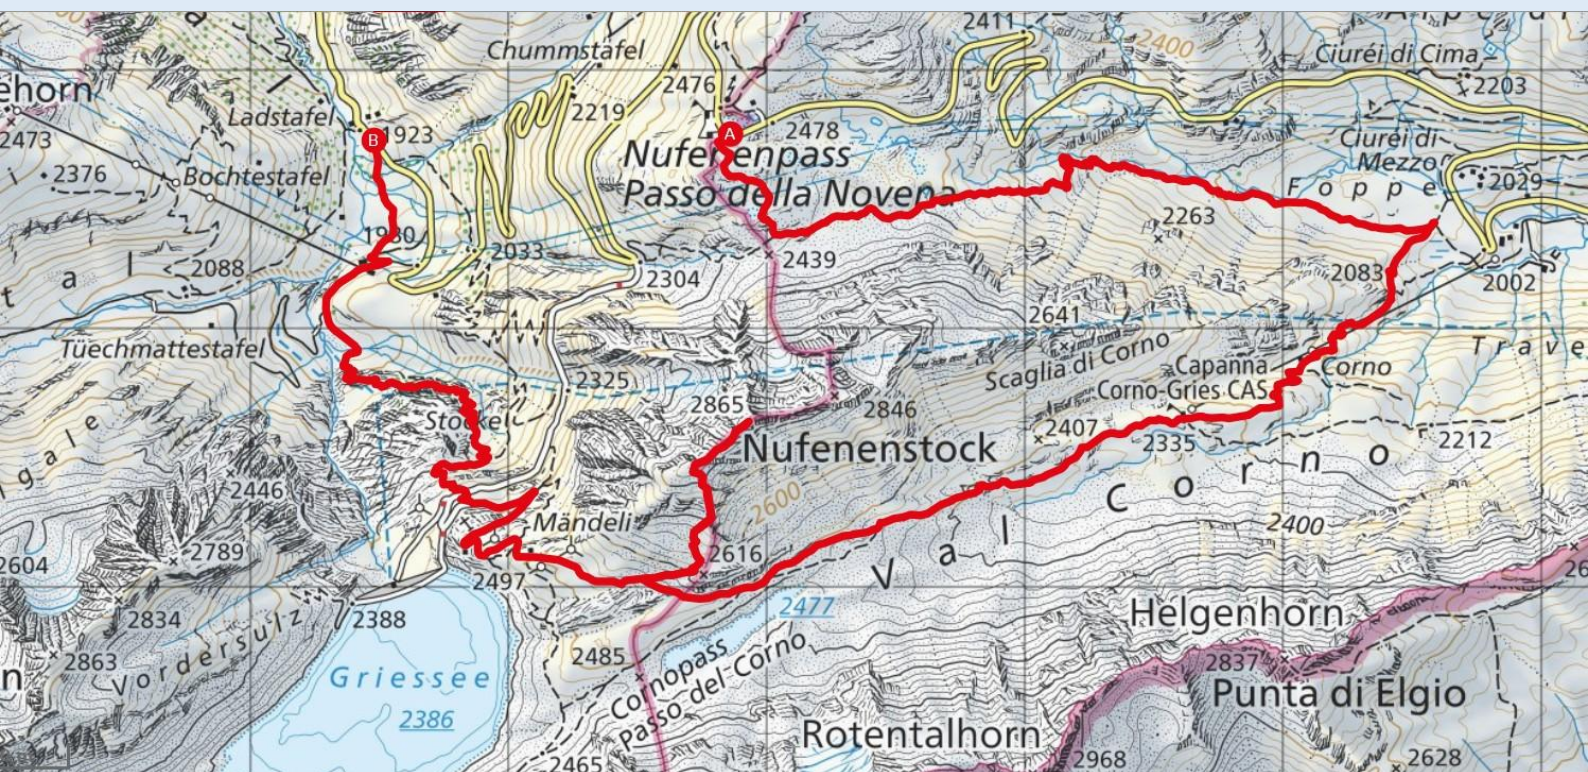 2411
2400
Chummstafel
Ciuréi di Cima
2476
2203
ehorn
2219
Ladstafel
A
2478
B
1923
2473
Ciuréi di
Mezzo
Nufenenpass
2376
Bochtestafel
2029
Foppe
Passo della Novena
2263
1980
2033
2439
2088
2083
2304
2002
t a l
2641
Tüechmattestafel
Scaglia di Corno
Capanna
Corno
2325
Corno-Gries CAS
2865
2846
Stockel
2407
2335
2212
Nufenenstock
2446
2600
Mändeli
2400
2789
2616
2604
2497
Val Corno
2477
2834
2388
Helgenhorn
Vordersulz
2863
2485
Cornopass
Passo del Corno
2837
Griessee
2386
Punta di Elgio
Rotentalhorn
2465
2968
2628